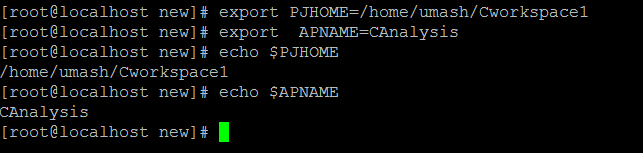 [root@localhost new]# export PJHOME=/home/umash/Cworkspace1
[root@localhost new]# export  APNAME=CAnalysis
[root@localhost new]# echo $PJHOME
/home/umash/Cworkspace1
[root@localhost new]# echo $APNAME
CAnalysis
[root@localhost new]#